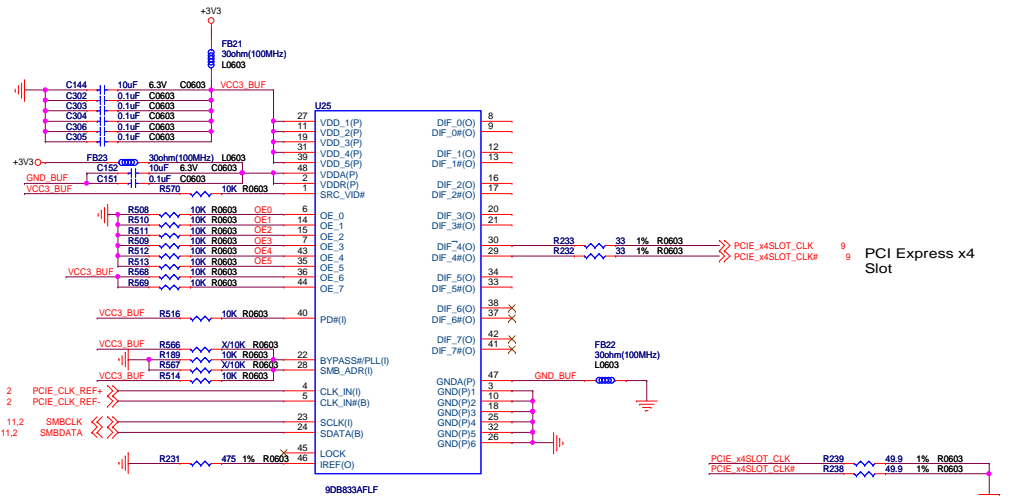 +3V3
FB21
30ohm(100MHz)
L0603
C144 10uF 6.3V C0603 VCC3_BUF
C302 0.1uF C0603
C303 0.1uF C0603
C304 0.1uF C0603
C306 0.1uF C0603
C305 0.1uF C0603
+3V3 FB23 30ohm(100MHz) L0603
C152 10uF 6.3V C0603
GND_BUF C151 0.1uF C0603
VCC3_BUF R570 10K R0603
R508 10K R0603 OE0
R510 10K R0603 OE1
R511 10K R0603 OE2
R509 10K R0603 OE3
R512 10K R0603 OE4
R513 10K R0603 OE5
VCC3_BUF R568 10K R0603
R569 10K R0603
VCC3_BUF R516 10K R0603
VCC3_BUF R566 X/10K R0603
R189 10K R0603
R567 X/10K R0603
VCC3_BUF R514 10K R0603
2 PCIE_CLK_REF+
2 PCIE_CLK_REF-
11,2 SMBCLK
11,2 SMBDATA
R231 475 1% R0603
U25
27 VDD_1(P)
11 VDD_2(P)
19 VDD_3(P)
31 VDD_4(P)
39 VDD_5(P)
48 VDDA(P)
2 VDDR(P)
1 SRC_VID#
6 OE_0
14 OE_1
15 OE_2
7 OE_3
43 OE_4
35 OE_5
36 OE_6
44 OE_7
40 PD#(I)
22 BYPASS#/PLL(I)
28 SMB_ADR(I)
4 CLK_IN(I)
5 CLK_IN#(B)
23 SCLK(I)
24 SDATA(B)
45 LOCK
46 IREF(O)
DIF_0(O) 8
DIF_0#(O) 9
DIF_1(O) 12
DIF_1#(O) 13
DIF_2(O) 16
DIF_2#(O) 17
DIF_3(O) 20
DIF_3#(O) 21
DIF_4(O) 30
DIF_4#(O) 29
DIF_5(O) 34
DIF_5#(O) 33
DIF_6(O) 38
DIF_6#(O) 37
DIF_7(O) 42
DIF_7#(O) 41
GNDA(P) 47
GND(P)1 3
GND(P)2 10
GND(P)3 18
GND(P)4 25
GND(P)5 32
GND(P)6 26
9DB833AFLF
R233 33 1% R0603 PCIE_x4SLOT_CLK 9
R232 33 1% R0603 PCIE_x4SLOT_CLK# 9
PCI Express x4
Slot
FB22
30ohm(100MHz)
L0603
GND_BUF
PCIE_x4SLOT_CLK R239 49.9 1% R0603
PCIE_x4SLOT_CLK# R238 49.9 1% R0603